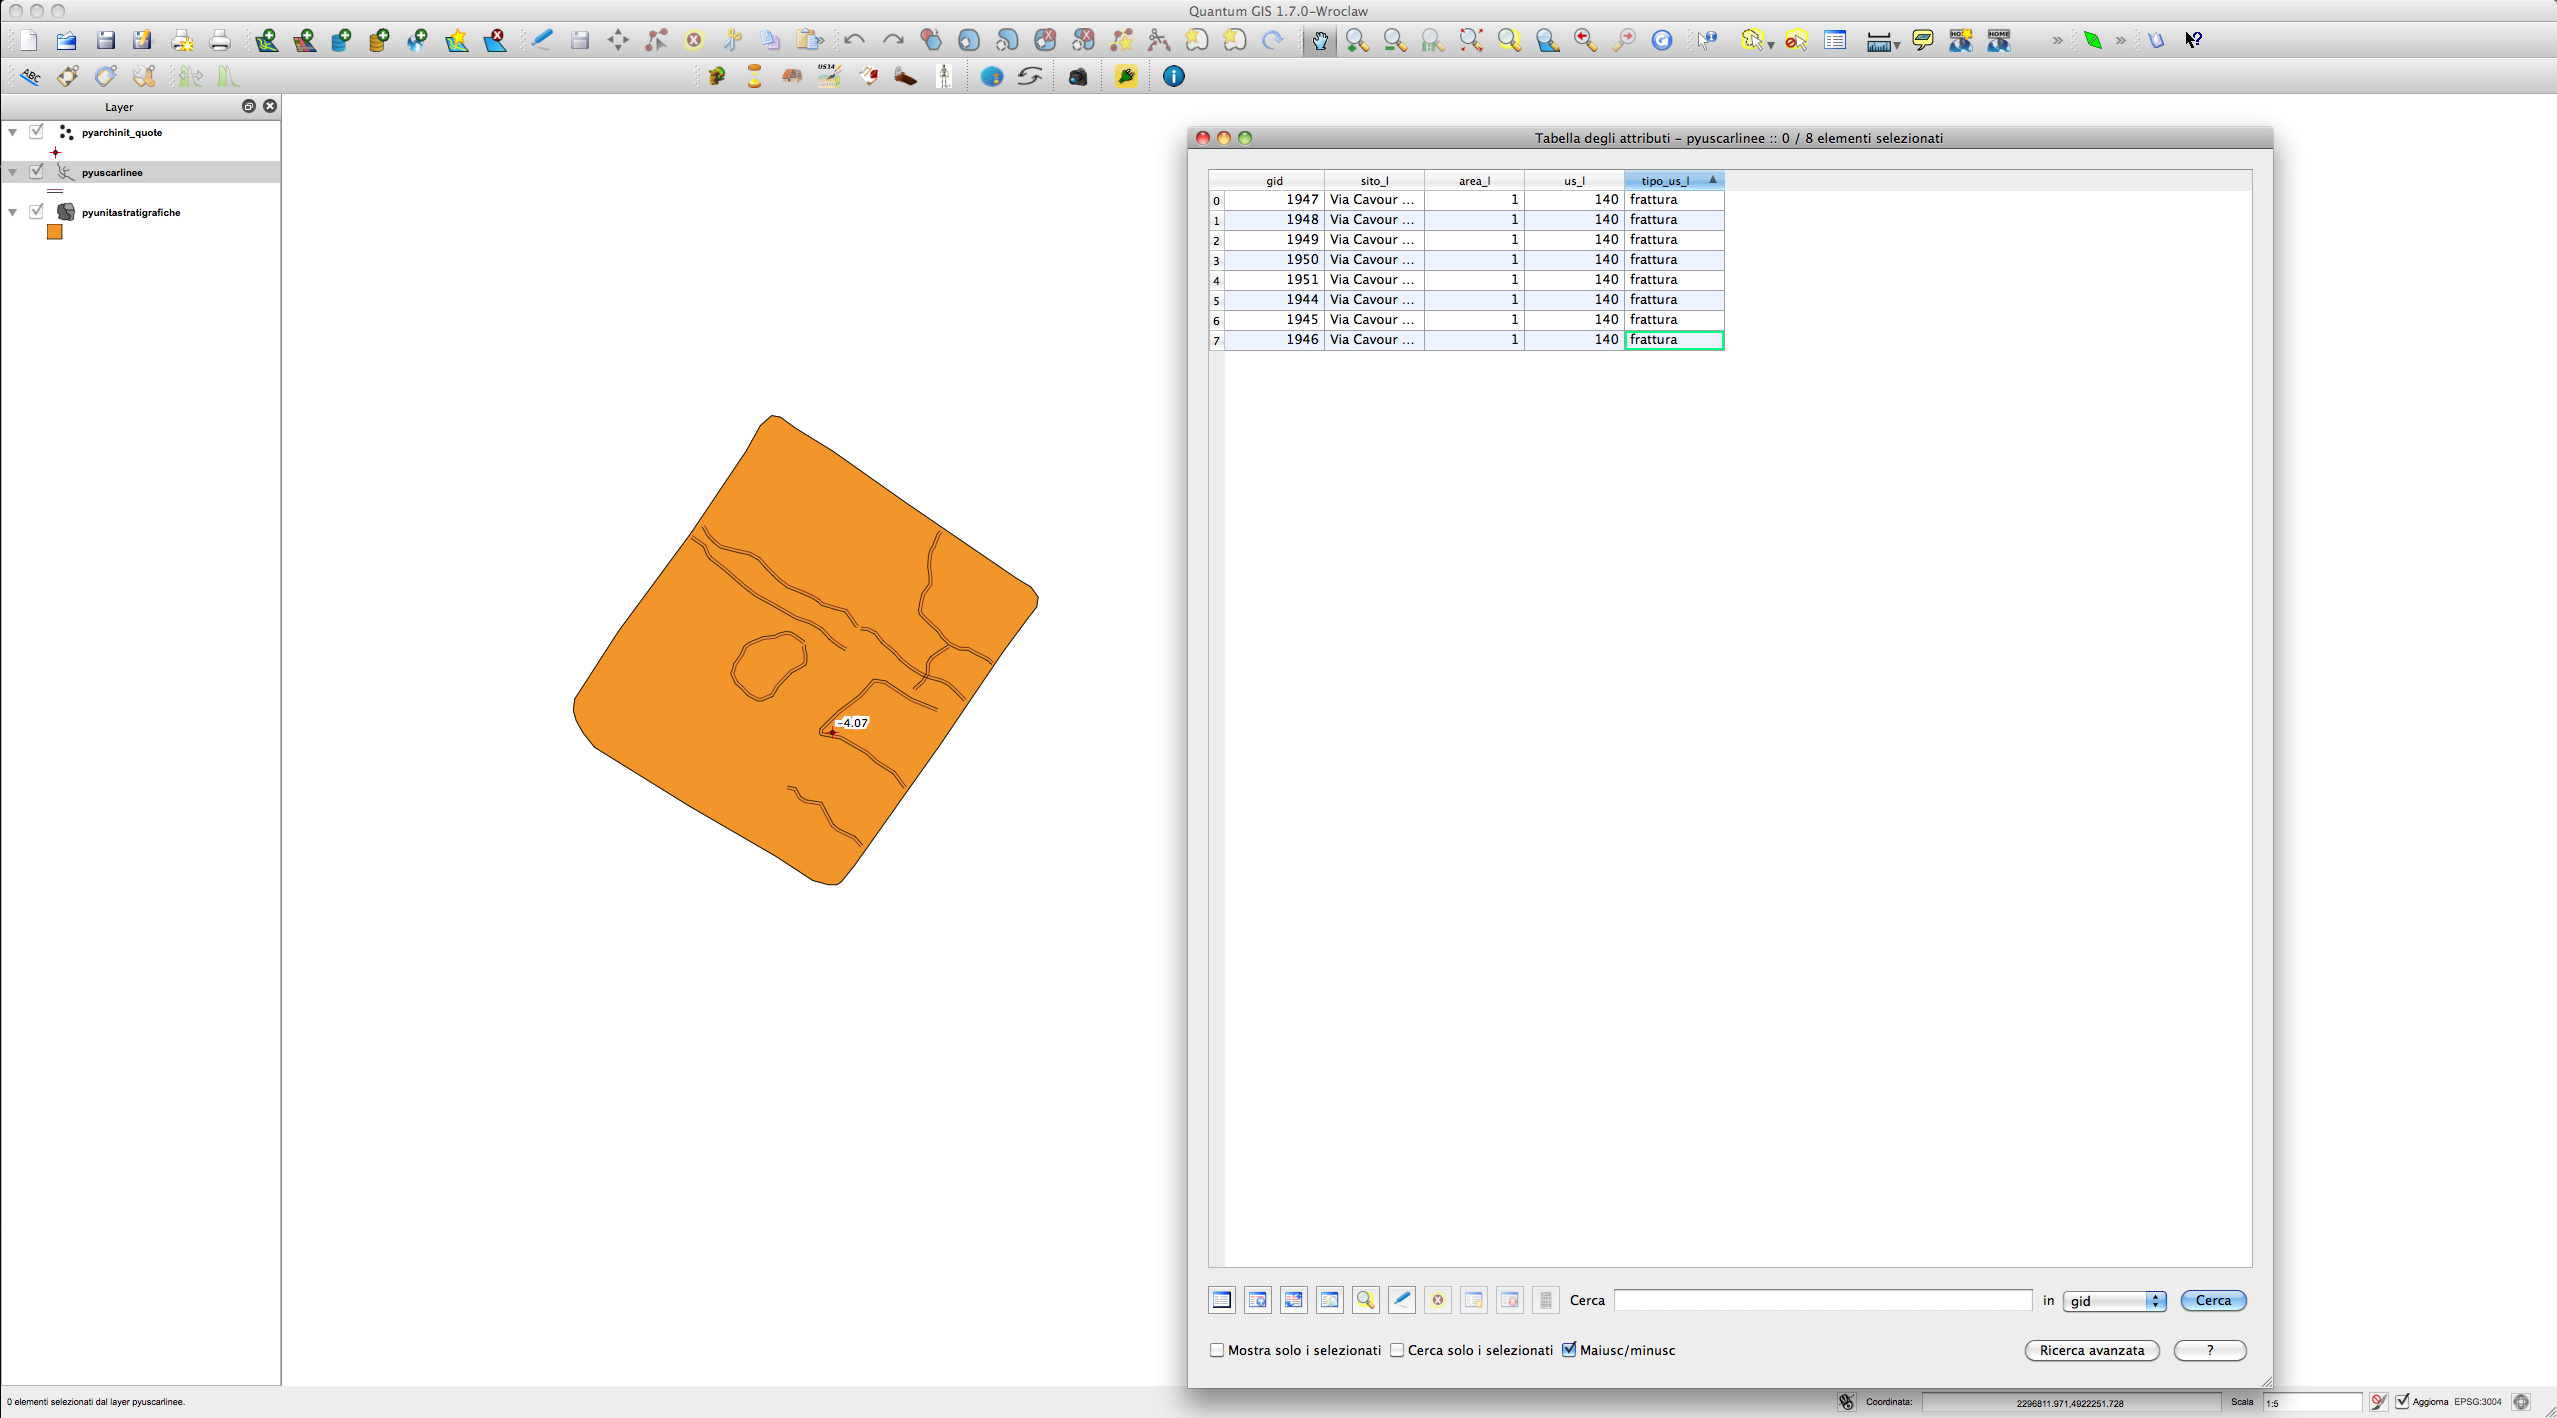 Quantum GIS 1.7.0-Wroclaw
ABC
US14
HOME
Layer
pyarchinit_quote
pyuscarlinee
pyunitastratigrafiche
-4.07
Tabella degli attributi - pyuscarlinee :: 0 / 8 elementi selezionati
gid sito_l area_l us_l tipo_us_l
0 1947 Via Cavour ... 1 140 frattura
1 1948 Via Cavour ... 1 140 frattura
2 1949 Via Cavour ... 1 140 frattura
3 1950 Via Cavour ... 1 140 frattura
4 1951 Via Cavour ... 1 140 frattura
5 1944 Via Cavour ... 1 140 frattura
6 1945 Via Cavour ... 1 140 frattura
7 1946 Via Cavour ... 1 140 frattura
Cerca in gid Cerca
Mostra solo i selezionati Cerca solo i selezionati Maiusc/minusc Ricerca avanzata ?
0 elementi selezionati dal layer pyuscarlinee.
Coordinata: 2296811.971,4922251.728 Scala 1:5 Aggiorna EPSG:3004